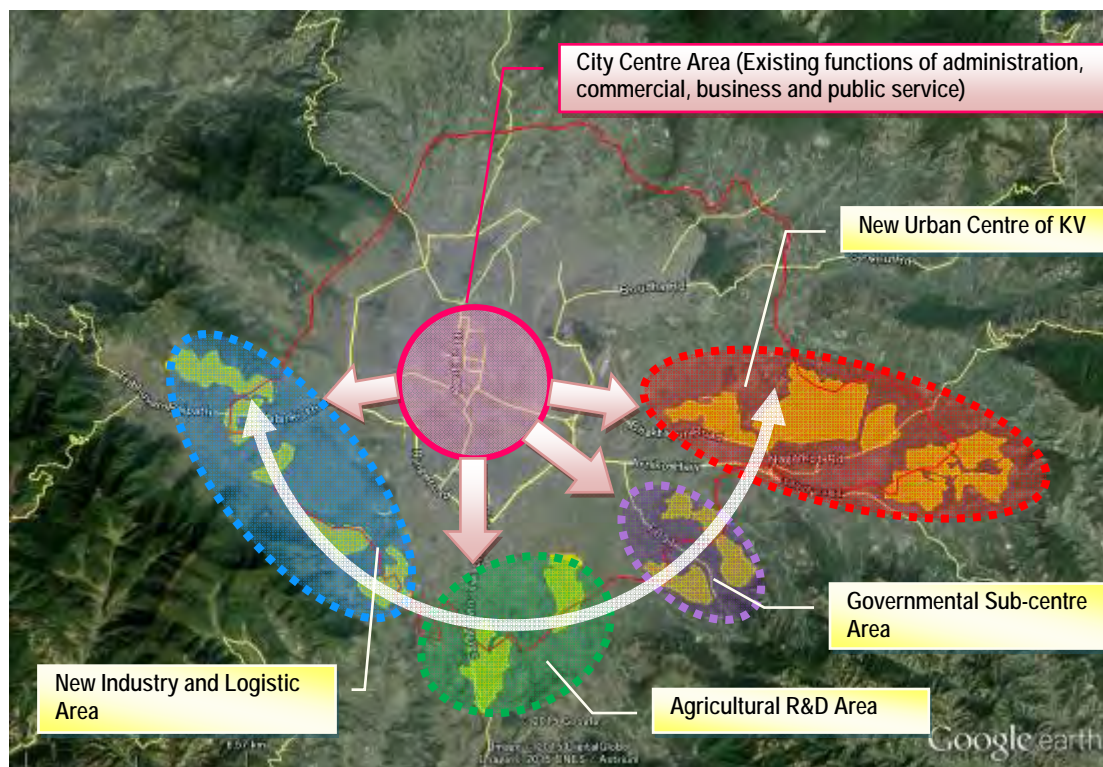 City Centre Area (Existing functions of administration,
commercial, business and public service)
New Urban Centre of KV
Governmental Sub-centre
Area
New Industry and Logistic
Area
Agricultural R&D Area
Google earth